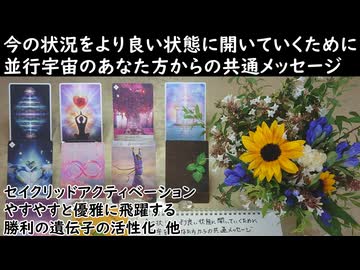 今の状況をより良い状態に開いていくために
並行宇宙のあなた方からの共通メッセージ
セイクリッドアクティベーション
やすやすと優雅に飛躍する
勝利の遺伝子の活性化 他